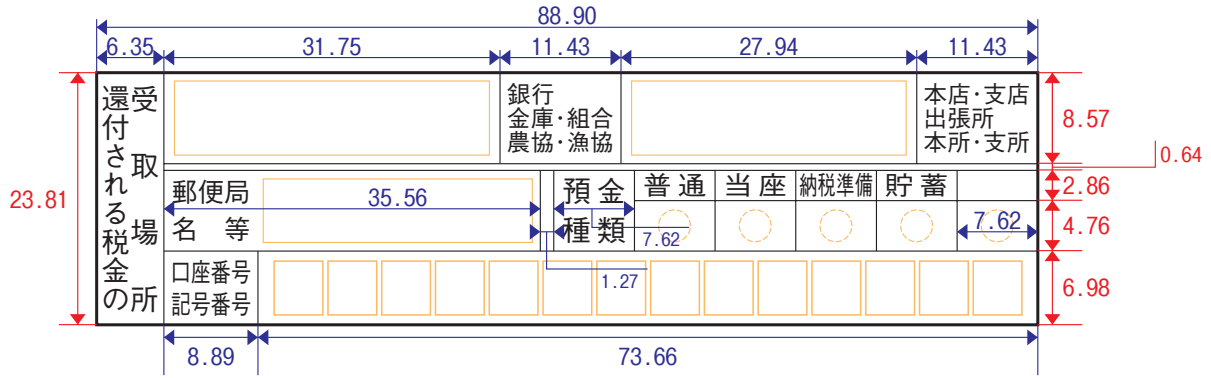 88.90
6.35
31.75
11.43
27.94
11.43
還付される税金の
受取場所
銀行
金庫・組合
農協・漁協
本店・支店
出張所
本所・支所
8.57
0.64
23.81
郵便局
名 等
35.56
預金
種類
普通
当座
納税準備
貯蓄
2.86
7.62
7.62
4.76
1.27
口座番号
記号番号
6.98
8.89
73.66